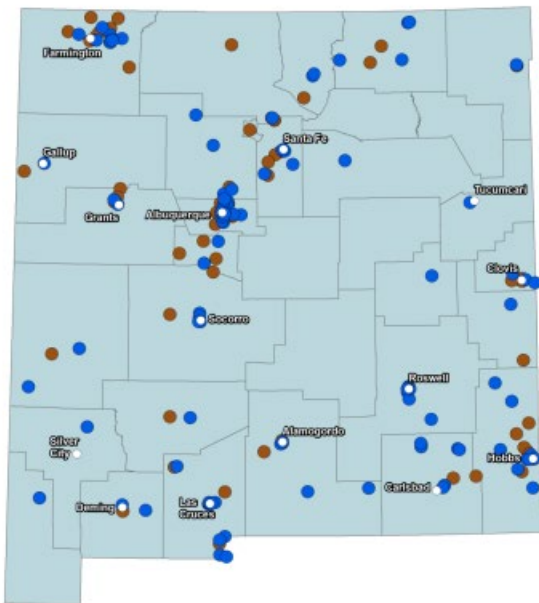 Farmington
Santa Fe
Gallup
Tucumcari
Grants
Albuquerque
Clovis
Socorro
Roswell
Alamogordo
Silver
City
Hobbs
Carlsbad
Las
Cruces
Deming